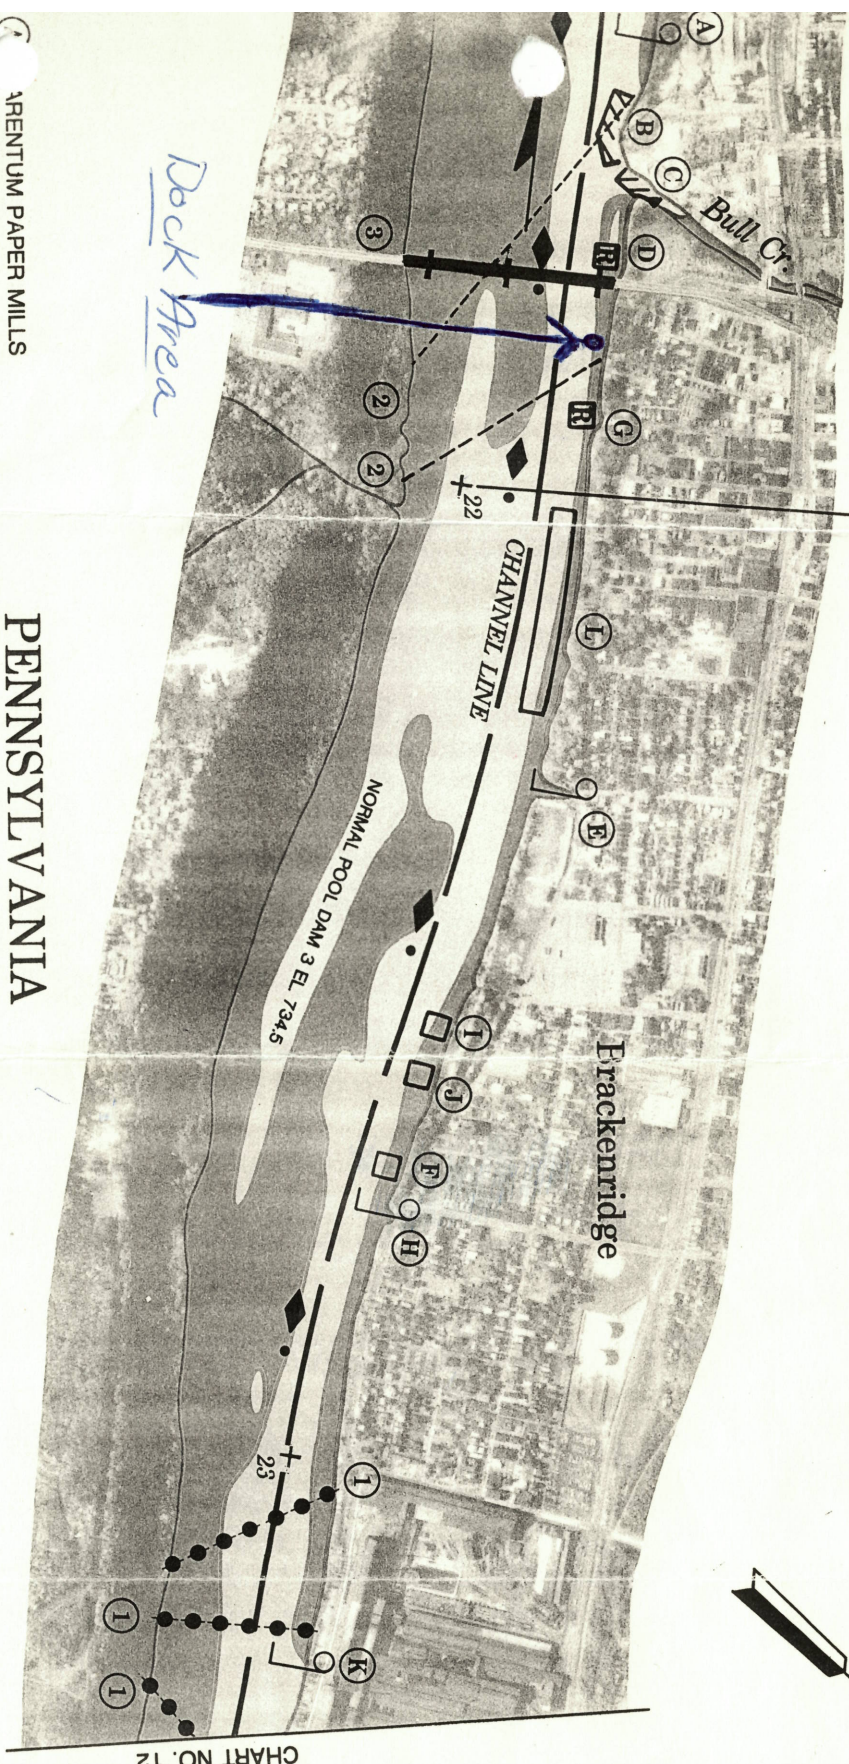 ARENTUM PAPER MILLS
PENNSYLVANIA
Dock Area
A
B
C
Bull Cr.
D
R
3
2
2
R
G
22
CHANNEL LINE
L
E
NORMAL POOL DAM 3 EL 734.5
I
J
Brackenridge
F
H
23
1
1
1
K
CHART NO. 12